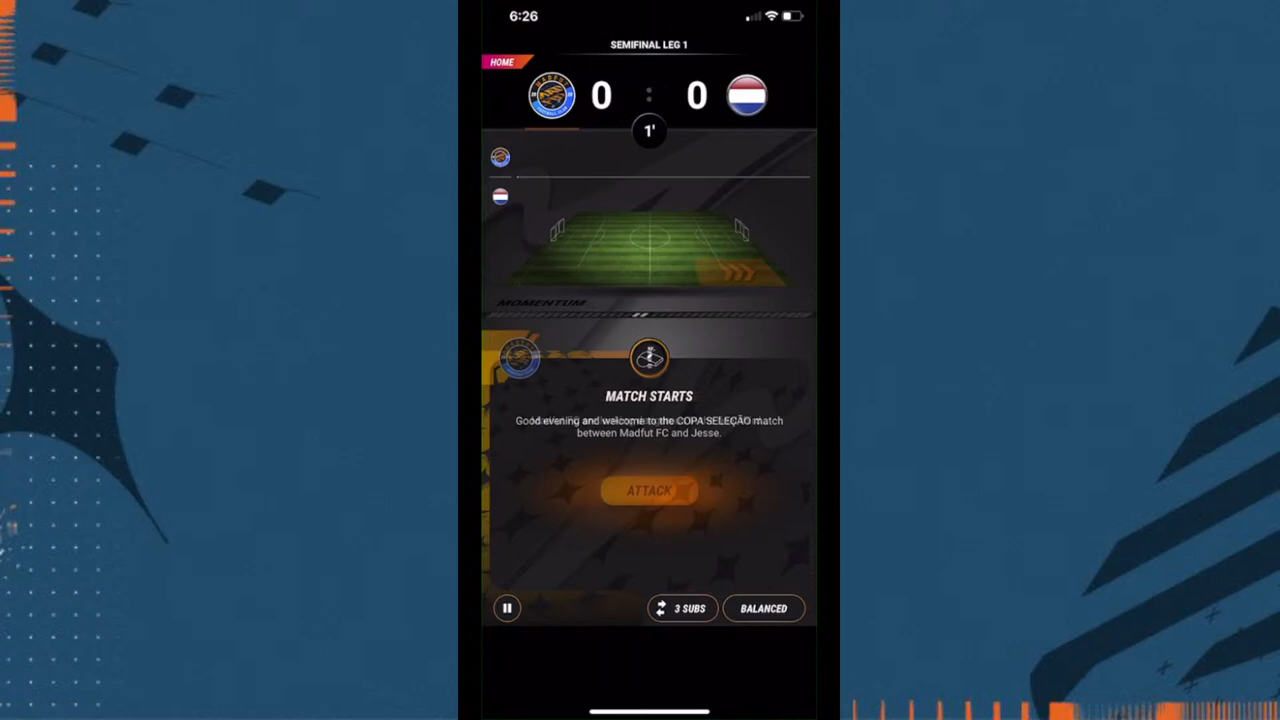 6:26
SEMIFINAL LEG 1
HOME
0 : 0
1'
MOMENTUM
MATCH STARTS
Good evening and welcome to the COPA SELEÇÃO match
between Madfut FC and Jesse.
ATTACK
3 SUBS
BALANCED